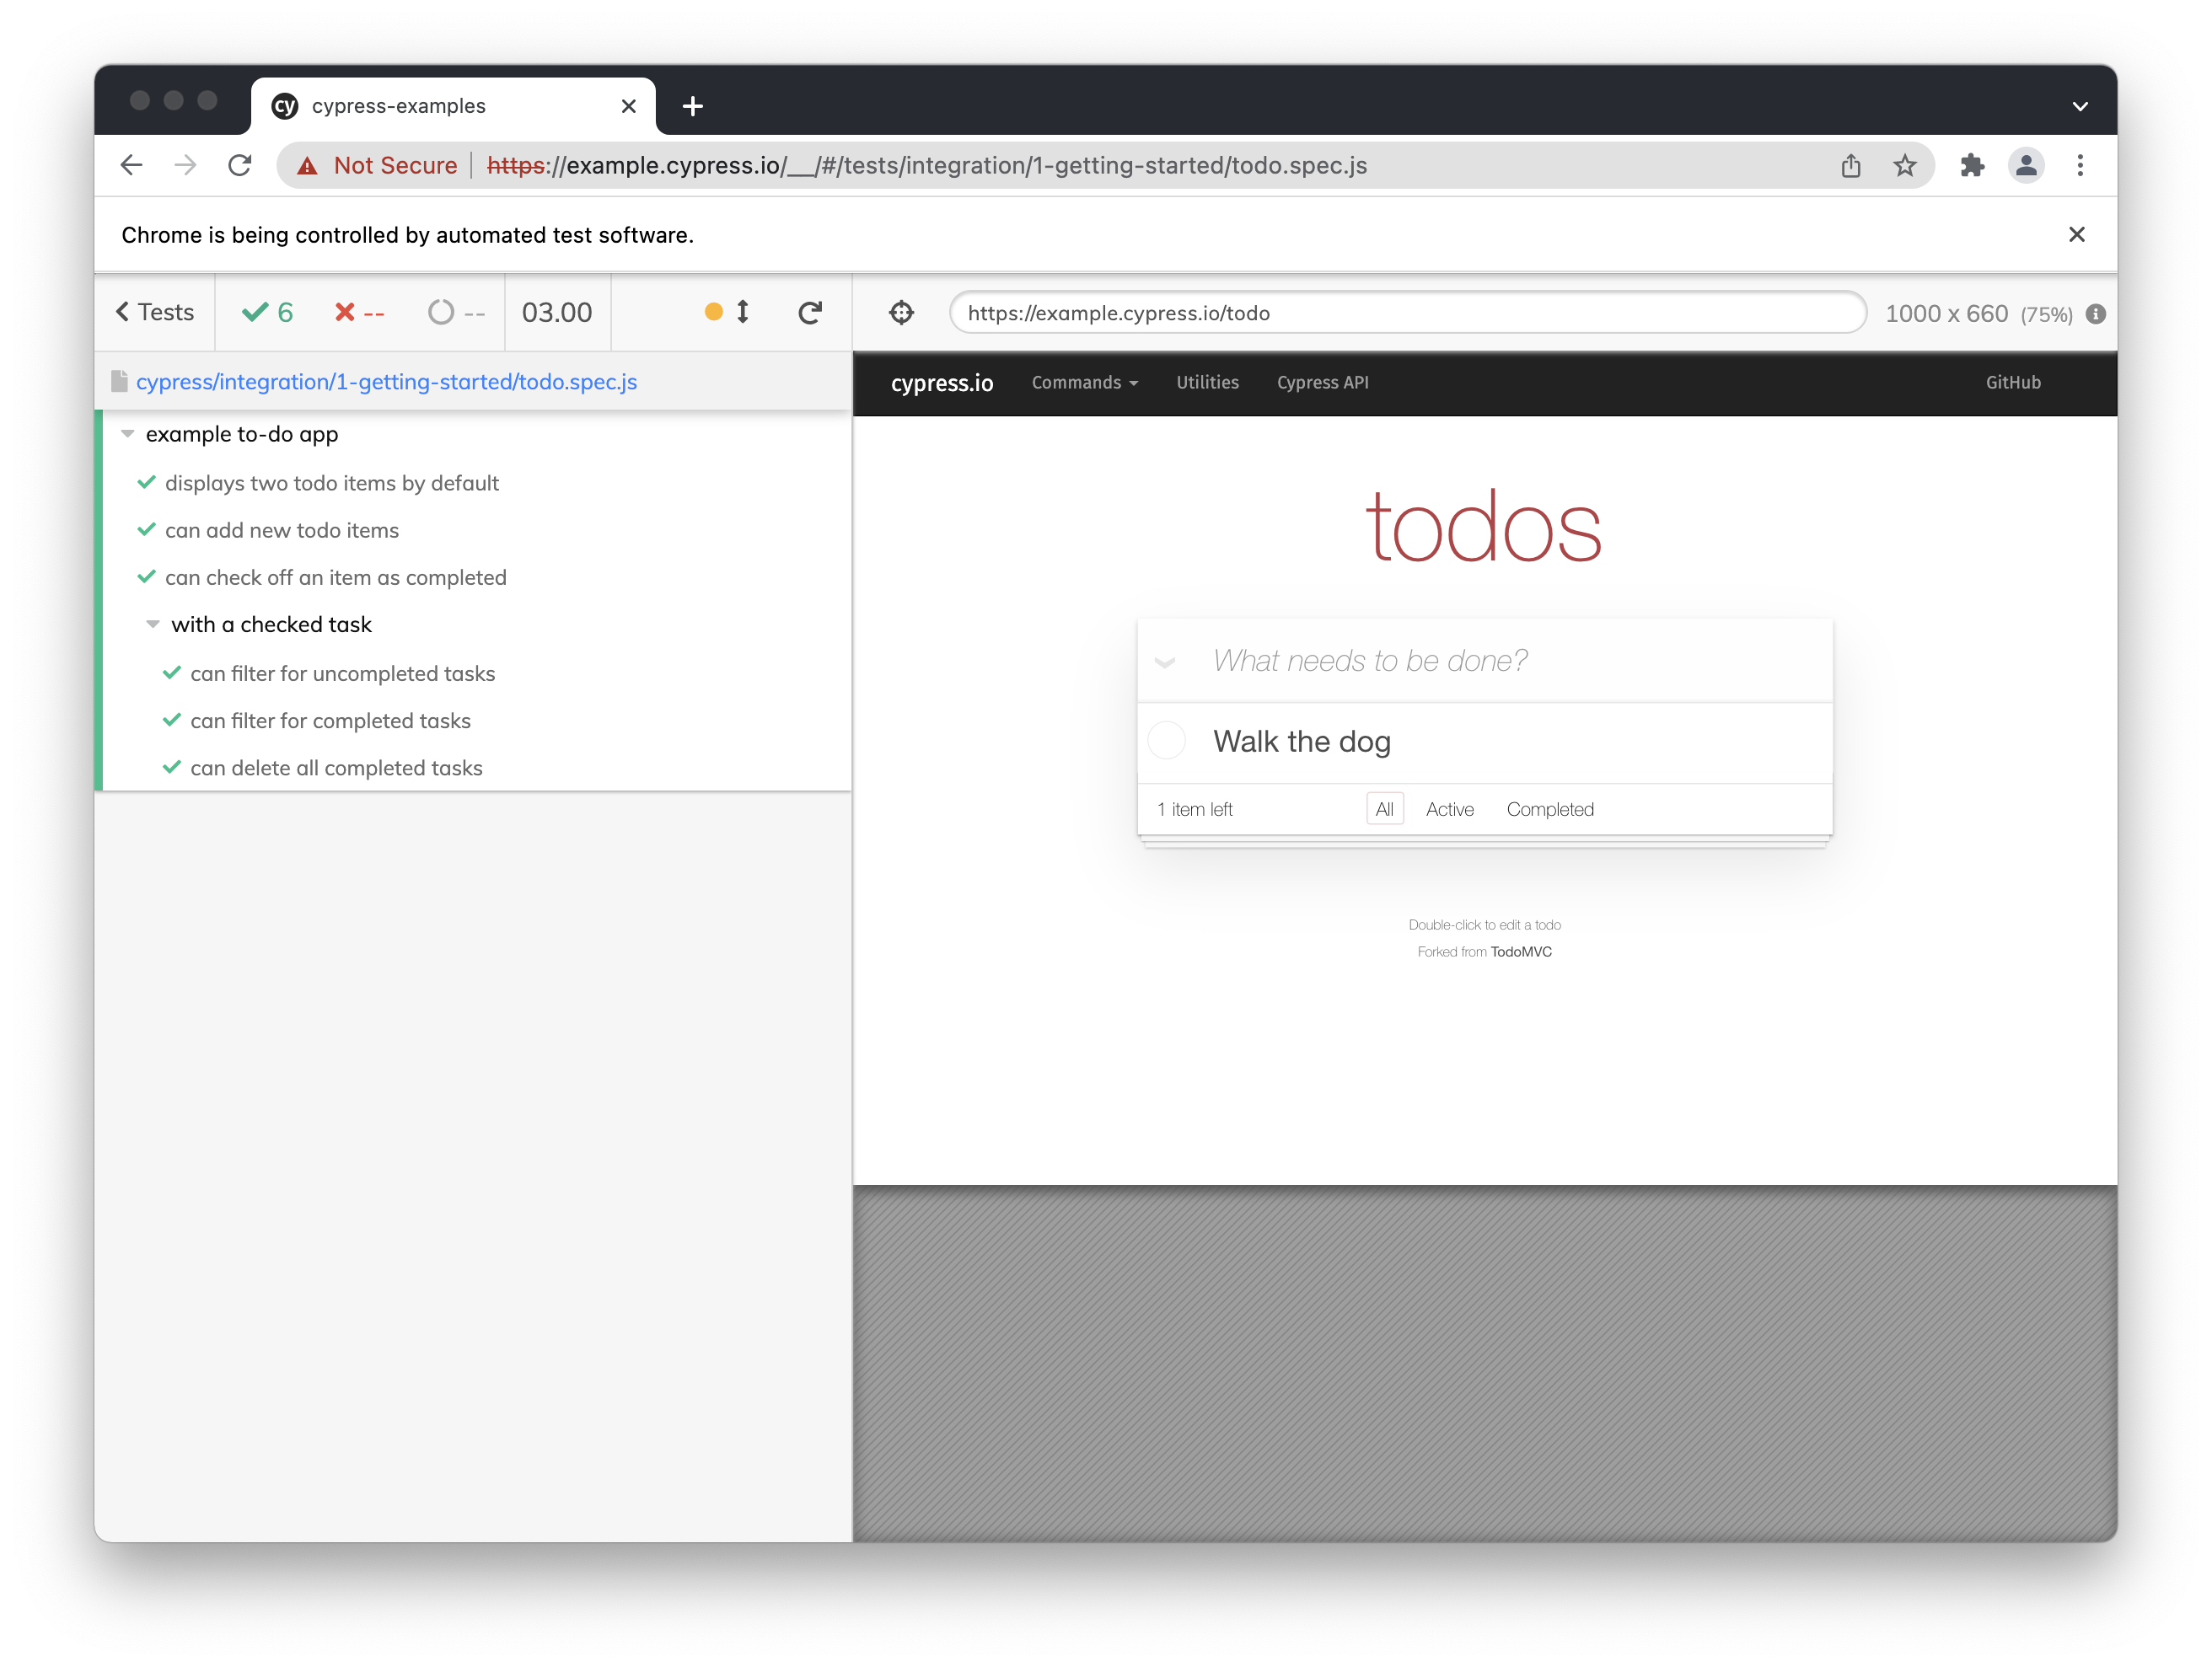 cy cypress-examples
Not Secure https://example.cypress.io/__/#/tests/integration/1-getting-started/todo.spec.js
Chrome is being controlled by automated test software.
Tests 6 -- -- 03.00 https://example.cypress.io/todo 1000 x 660 (75%)
cypress/integration/1-getting-started/todo.spec.js
example to-do app
displays two todo items by default
can add new todo items
can check off an item as completed
with a checked task
can filter for uncompleted tasks
can filter for completed tasks
can delete all completed tasks
cypress.io Commands Utilities Cypress API GitHub
todos
What needs to be done?
Walk the dog
1 item left All Active Completed
Double-click to edit a todo
Forked from TodoMVC